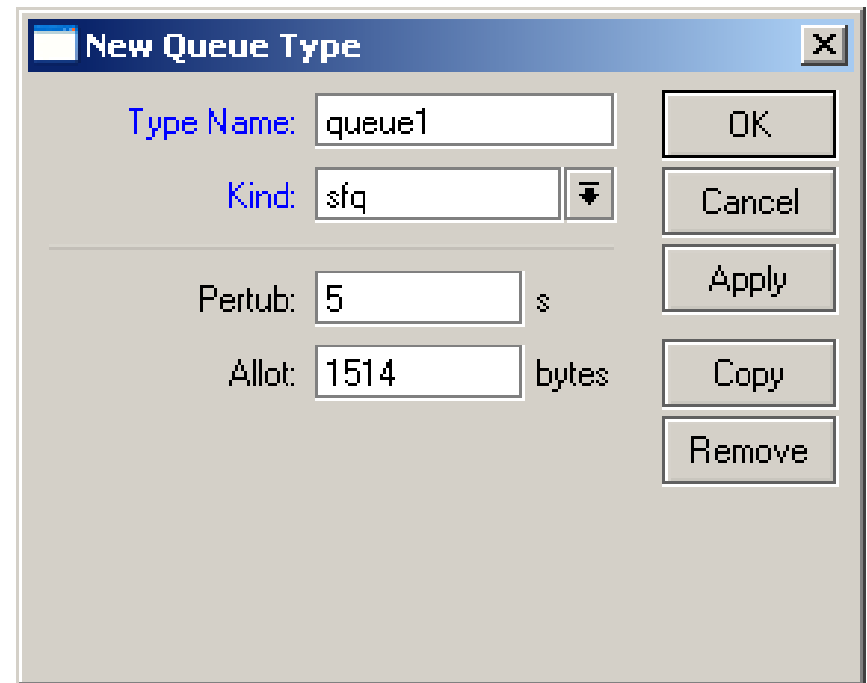 New Queue Type
Type Name: queue1
OK
Kind: sfq
Cancel
Pertub: 5 s
Apply
Allot: 1514 bytes
Copy
Remove